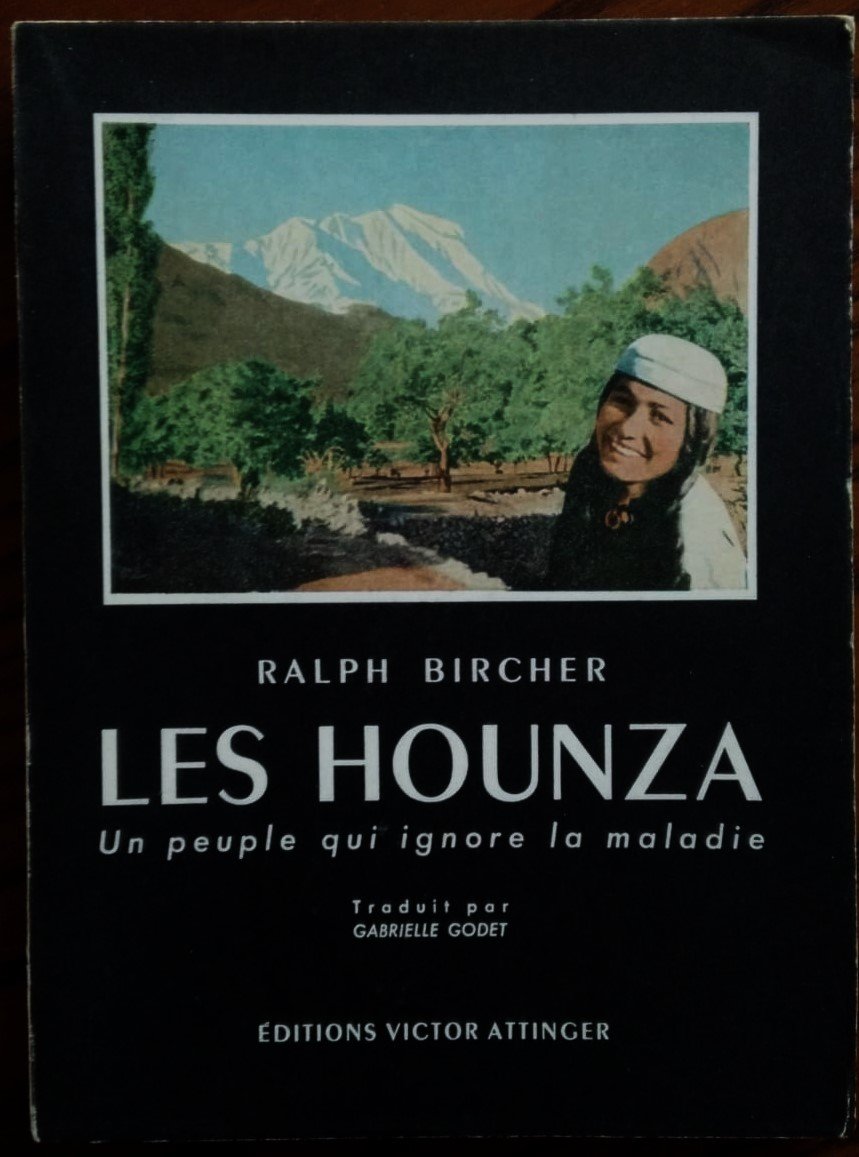 RALPH BIRCHER
LES HOUNZA
Un peuple qui ignore la maladie
Traduit par
GABRIELLE GODET
ÉDITIONS VICTOR ATTINGER